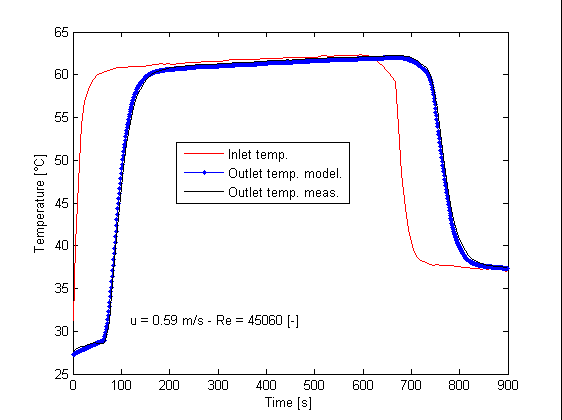 65
60
55
50
45
40
35
30
25
Temperature [°C]
Inlet temp.
Outlet temp. model.
Outlet temp. meas.
u = 0.59 m/s - Re = 45060 [-]
0 100 200 300 400 500 600 700 800 900
Time [s]